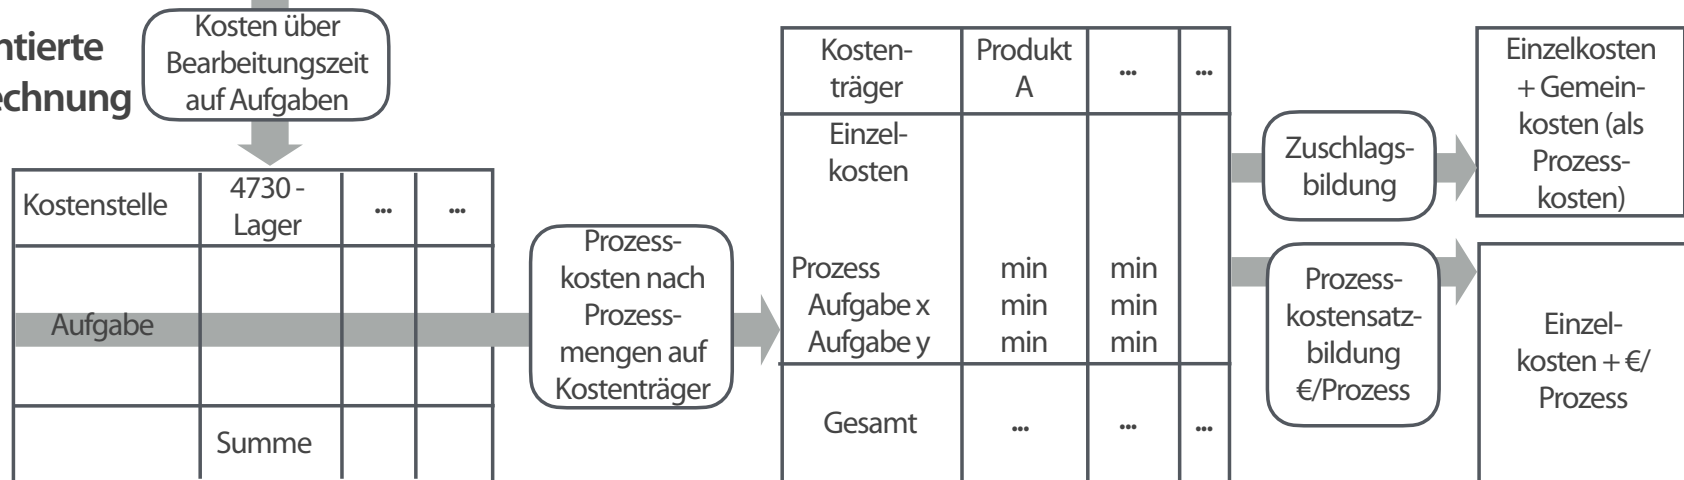 ntierte
echnung
Kosten über
Bearbeitungszeit
auf Aufgaben
Kostenstelle
4730 -
Lager
...
...
Aufgabe
Summe
Prozess-
kosten nach
Prozess-
mengen auf
Kostenträger
Kosten-
träger
Produkt
A
...
...
Einzel-
kosten
Prozess min min
Aufgabe x min min
Aufgabe y min min
Gesamt ... ... ...
Zuschlags-
bildung
Prozess-
kostensatz-
bildung
€/Prozess
Einzelkosten
+ Gemein-
kosten (als
Prozess-
kosten)
Einzel-
kosten + €/
Prozess